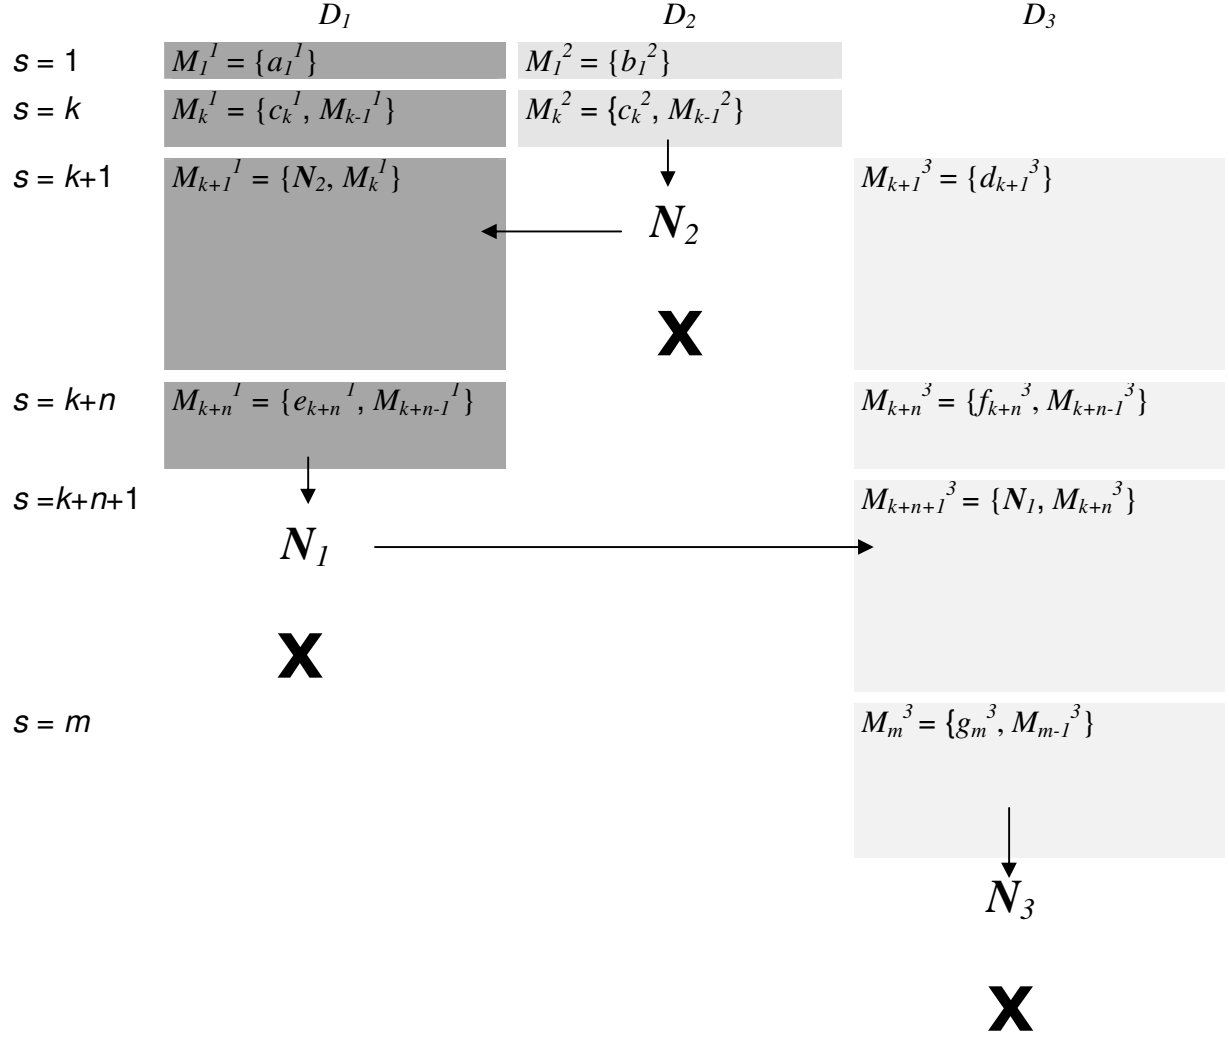 D₁ D₂ D₃
s = 1 M₁¹ = {a₁¹} M₁² = {b₁²}
s = k Mₖ¹ = {cₖ¹, Mₖ₋₁¹} Mₖ² = {cₖ², Mₖ₋₁²}
s = k+1 Mₖ₊₁¹ = {N₂, Mₖ¹} Mₖ₊₁³ = {dₖ₊₁³}
N₂
X
s = k+n Mₖ₊ₙ¹ = {eₖ₊ₙ¹, Mₖ₊ₙ₋₁¹} Mₖ₊ₙ³ = {fₖ₊ₙ³, Mₖ₊ₙ₋₁³}
s =k+n+1 Mₖ₊ₙ₊₁³ = {N₁, Mₖ₊ₙ³}
N₁
X
s = m Mₘ³ = {gₘ³, Mₘ₋₁³}
N₃
X